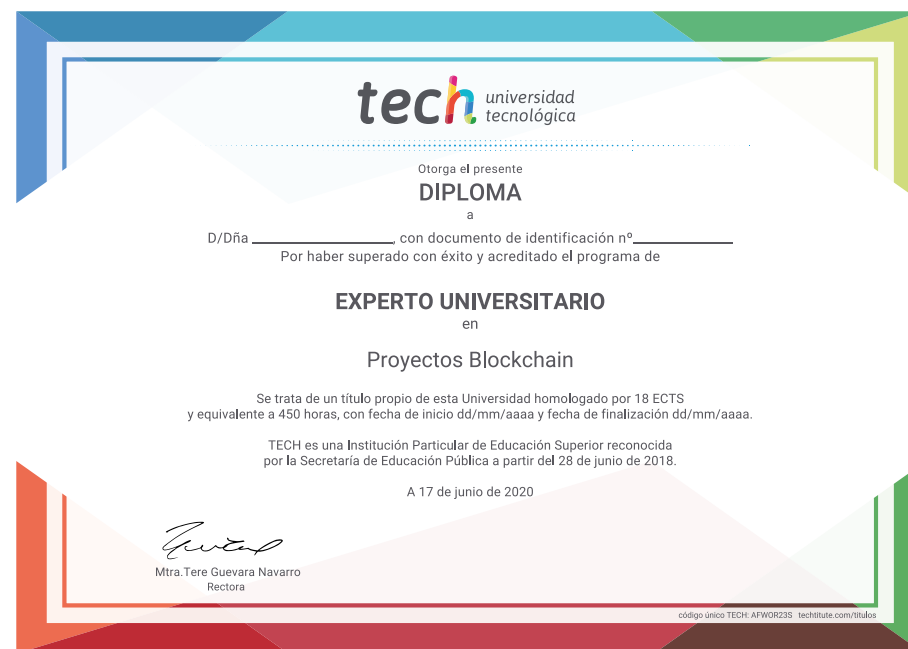 tech universidad
tecnológica
Otorga el presente
DIPLOMA
a
D/Dña ________________, con documento de identificación nº____________
Por haber superado con éxito y acreditado el programa de
EXPERTO UNIVERSITARIO
en
Proyectos Blockchain
Se trata de un título propio de esta Universidad homologado por 18 ECTS
y equivalente a 450 horas, con fecha de inicio dd/mm/aaaa y fecha de finalización dd/mm/aaaa.
TECH es una Institución Particular de Educación Superior reconocida
por la Secretaría de Educación Pública a partir del 28 de junio de 2018.
A 17 de junio de 2020
Mtra.Tere Guevara Navarro
Rectora
código único TECH: AFWOR23S techtitute.com/titulos